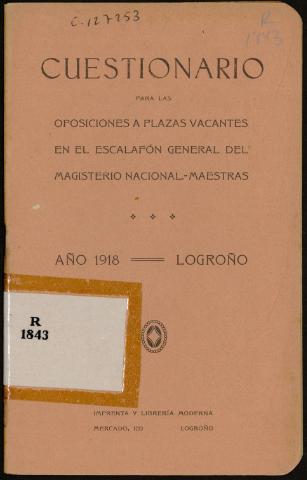 C-127253
R
1843
CUESTIONARIO
PARA LAS
OPOSICIONES A PLAZAS VACANTES
EN EL ESCALAFÓN GENERAL DEL
MAGISTERIO NACIONAL.-MAESTRAS
AÑO 1918 LOGROÑO
R
1843
IMPRENTA Y LIBRERÍA MODERNA
MERCADO, 120 LOGROÑO